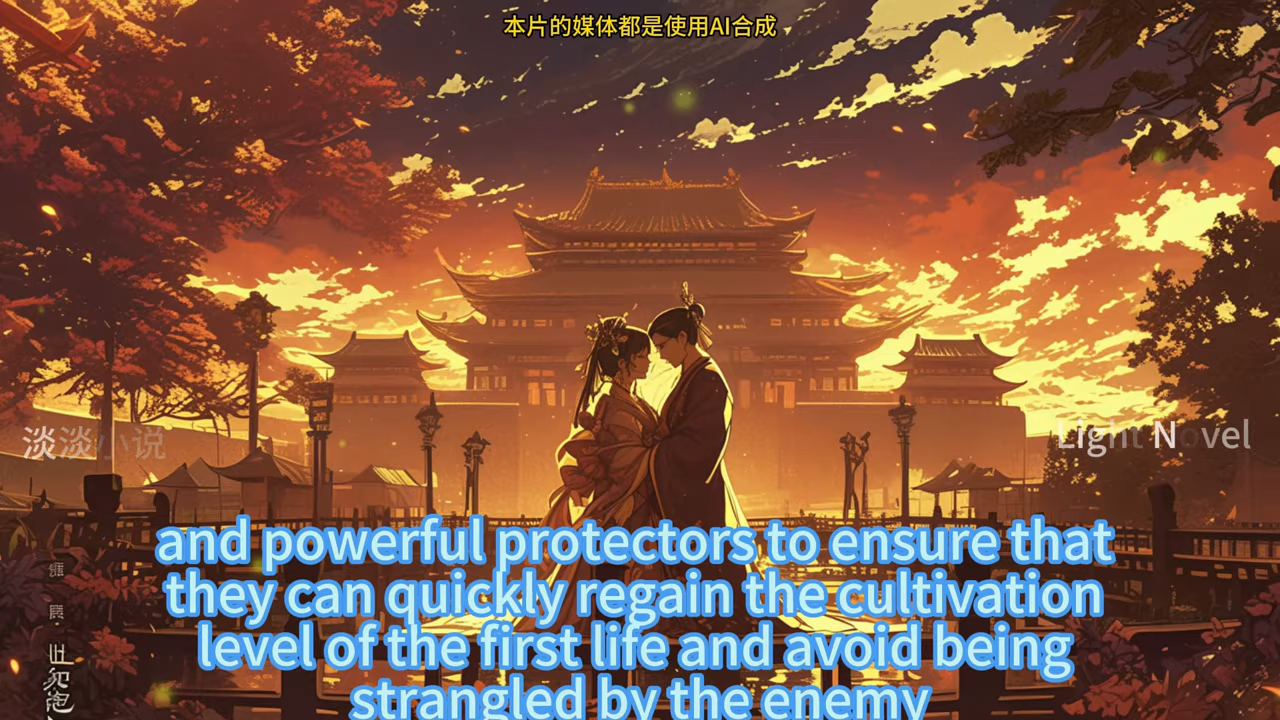 本片的媒体都是使用AI合成
淡淡小说
Light Novel
and powerful protectors to ensure that
they can quickly regain the cultivation
level of the first life and avoid being
strangled by the enemy